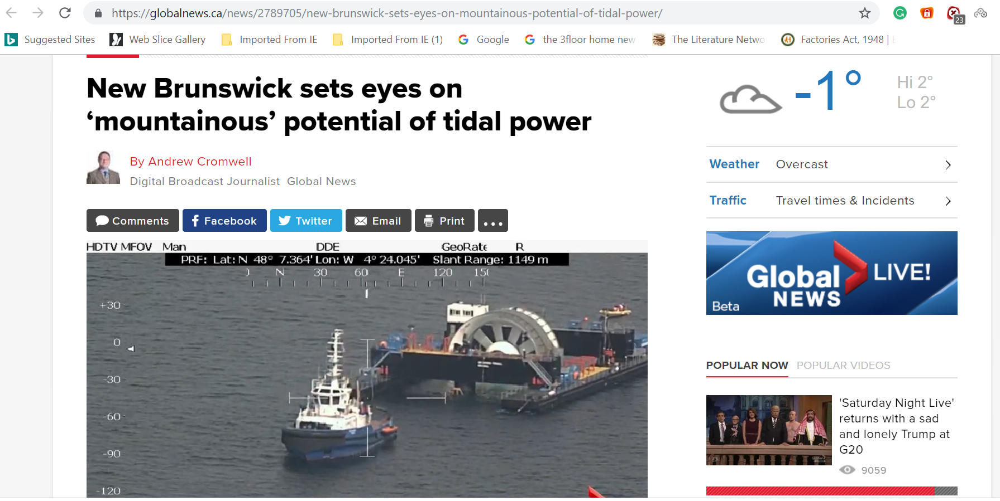 https://globalnews.ca/news/2789705/new-brunswick-sets-eyes-on-mountainous-potential-of-tidal-power/
23
Suggested Sites Web Slice Gallery Imported From IE Imported From IE (1) Google the 3floor home new The Literature Netwo Factories Act, 1948 |
New Brunswick sets eyes on
‘mountainous’ potential of tidal power
By Andrew Cromwell
Digital Broadcast Journalist Global News
Comments Facebook Twitter Email Print ...
HDTV MFOV Man DDE GeoRate R
PRF: Lat: N 48° 7.364' Lon: W 4° 24.045' Slant Range: 1149 m
N 30 60 E 120 150
+30
0
-30
-60
-90
-120
-1° Hi 2°
Lo 2°
Weather Overcast
Traffic Travel times & Incidents
Global LIVE!
NEWS
Beta
POPULAR NOW POPULAR VIDEOS
'Saturday Night Live'
returns with a sad
and lonely Trump at
G20
9059